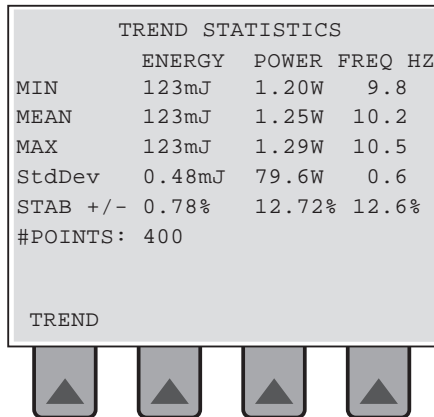 TREND STATISTICS
ENERGY POWER FREQ HZ
MIN 123mJ 1.20W 9.8
MEAN 123mJ 1.25W 10.2
MAX 123mJ 1.29W 10.5
StdDev 0.48mJ 79.6W 0.6
STAB +/- 0.78% 12.72% 12.6%
#POINTS: 400
TREND